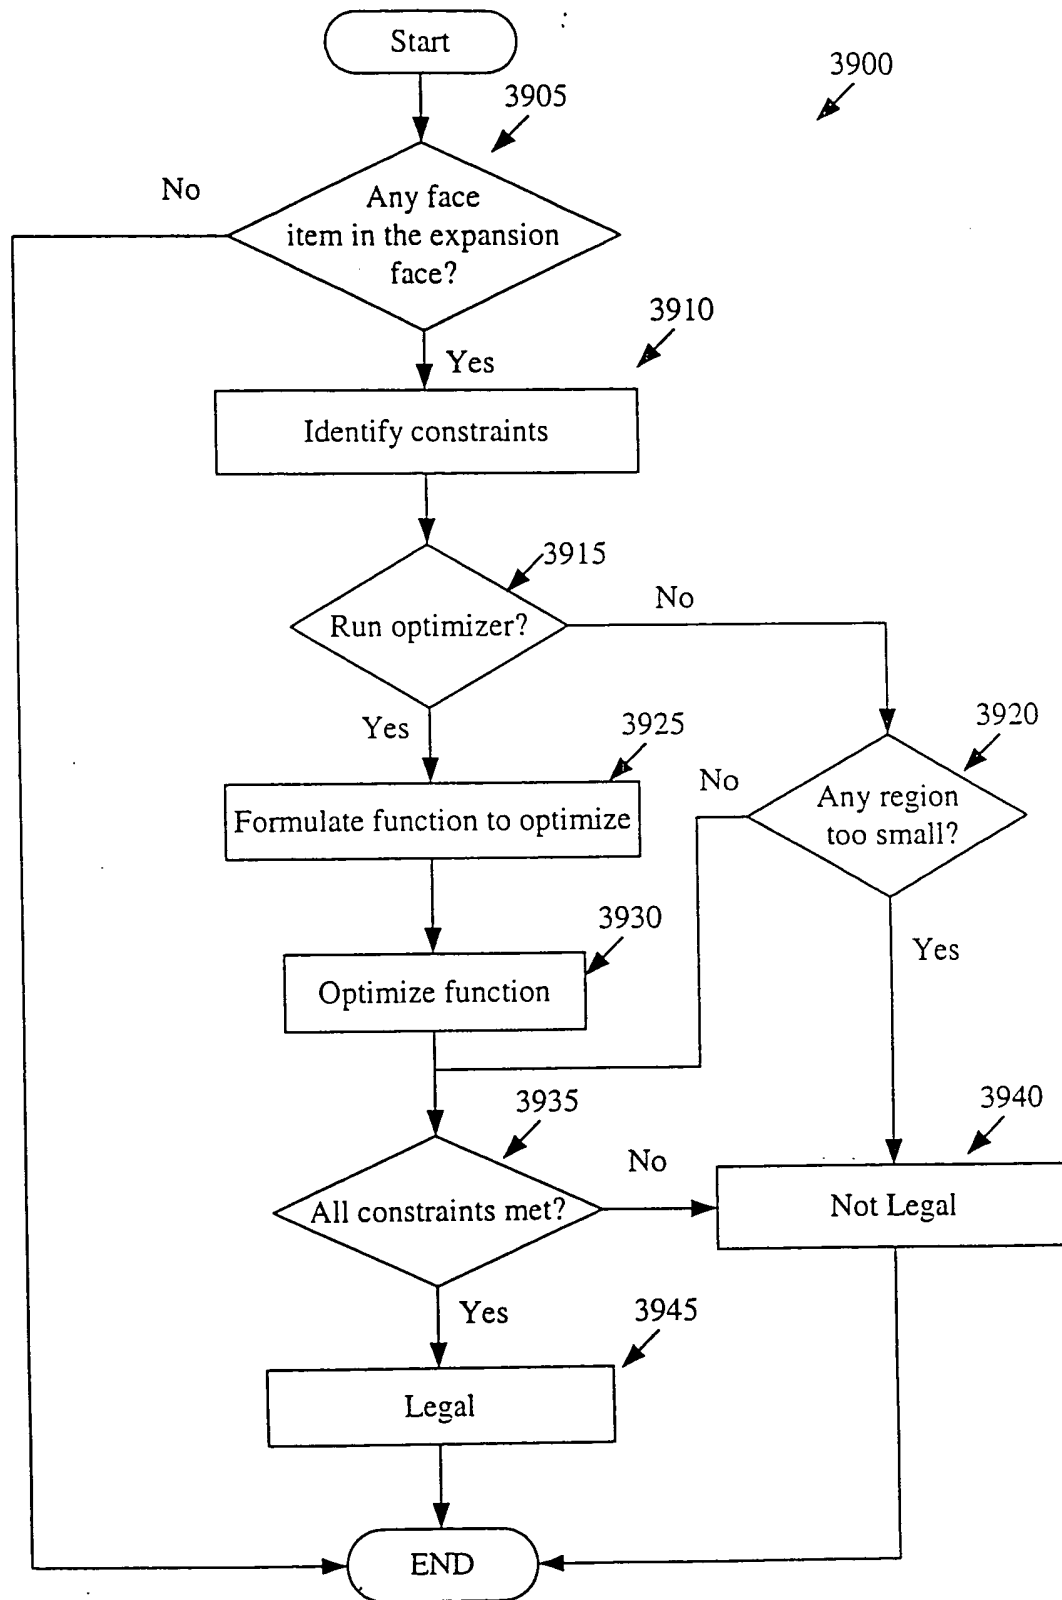 Start
3900
3905
No
Any face
item in the expansion
face?
3910
Yes
Identify constraints
3915
No
Run optimizer?
Yes
3925
3920
No
Any region
too small?
Formulate function to optimize
3930
Yes
Optimize function
3935
3940
No
All constraints met?
Not Legal
Yes
3945
Legal
END